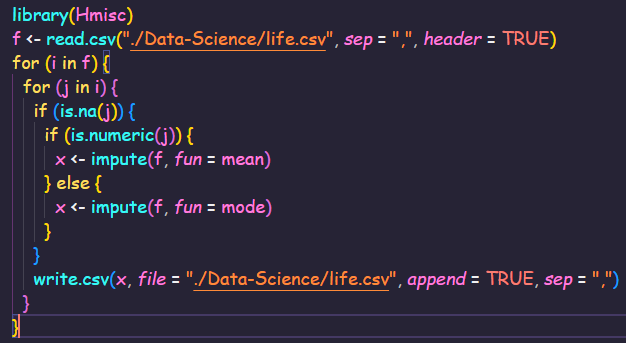 library(Hmisc)
f <- read.csv("./Data-Science/life.csv", sep = ",", header = TRUE)
for (i in f) {
for (j in i) {
if (is.na(j)) {
if (is.numeric(j)) {
x <- impute(f, fun = mean)
} else {
x <- impute(f, fun = mode)
}
}
write.csv(x, file = "./Data-Science/life.csv", append = TRUE, sep = ",")
}
}